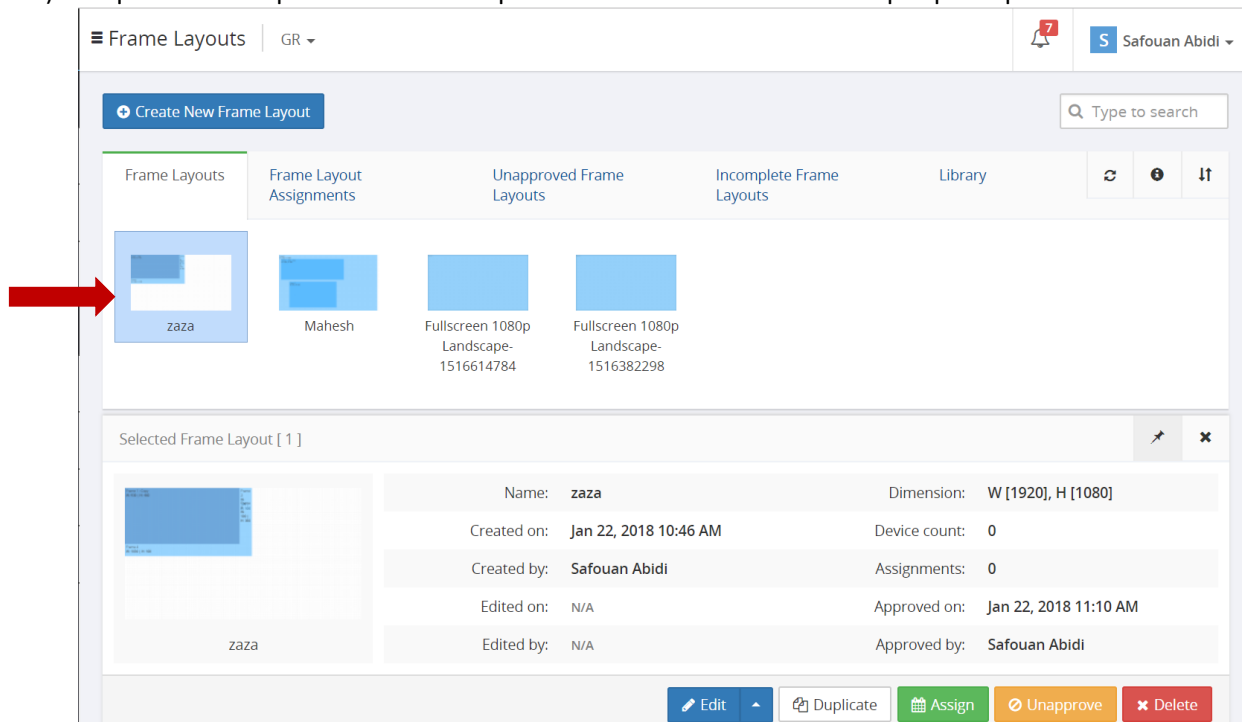 Frame Layouts GR
7
S Safouan Abidi
Create New Frame Layout
Type to search
Frame Layouts
Frame Layout
Assignments
Unapproved Frame
Layouts
Incomplete Frame
Layouts
Library
zaza
Mahesh
Fullscreen 1080p
Landscape-
1516614784
Fullscreen 1080p
Landscape-
1516382298
Selected Frame Layout [ 1 ]
zaza
Name: zaza Dimension: W [1920], H [1080]
Created on: Jan 22, 2018 10:46 AM Device count: 0
Created by: Safouan Abidi Assignments: 0
Edited on: N/A Approved on: Jan 22, 2018 11:10 AM
Edited by: N/A Approved by: Safouan Abidi
Edit Duplicate Assign Unapprove Delete